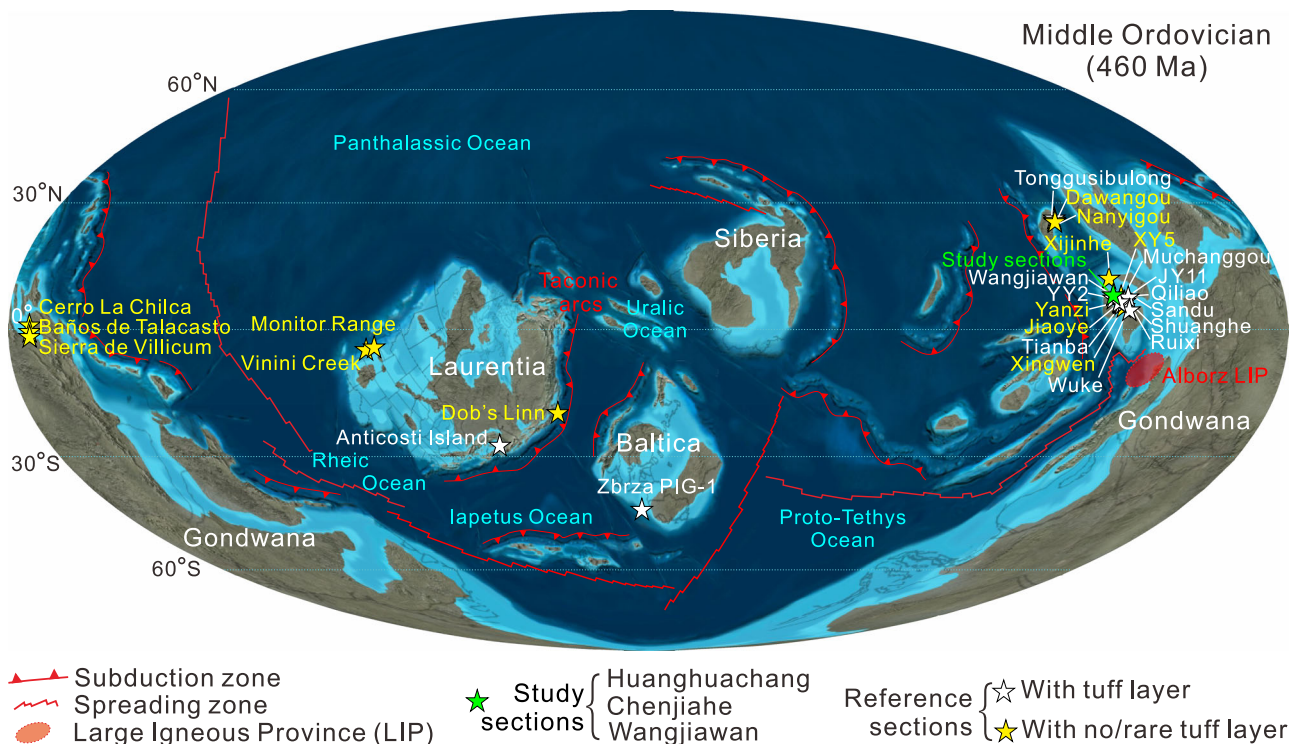 Middle Ordovician
(460 Ma)
60°N
Panthalassic Ocean
30°N
Tonggusibulong
Dawangou
Nanyigou
Siberia
Xijinhe
XY5
Study sections
Muchanggou
Wangjiawan
JY11
Taconic
arcs
YY2
Qiliao
Cerro La Chilca
0°
Uralic
Ocean
Yanzi
Sandu
Baños de Talacasto
Monitor Range
Jiaoye
Shuanghe
Sierra de Villicum
Tianba
Ruixi
Vinini Creek
Laurentia
Xingwen
Wuke
Alborz LIP
Dob's Linn
Gondwana
Anticosti Island
Baltica
30°S
Rheic
Ocean
Zbrza PIG-1
Iapetus Ocean
Proto-Tethys
Ocean
Gondwana
60°S
Subduction zone
Spreading zone
Large Igneous Province (LIP)
Study
sections
Huanghuachang
Chenjiahe
Wangjiawan
Reference
sections
With tuff layer
With no/rare tuff layer